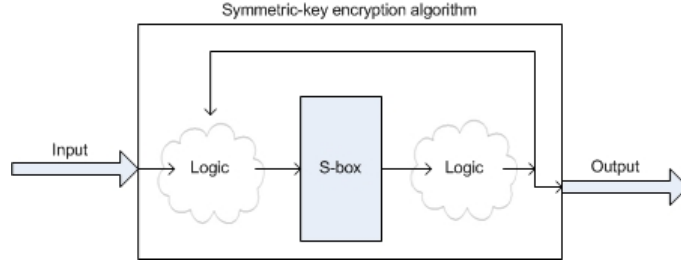 Symmetric-key encryption algorithm
Input
Logic
S-box
Logic
Output